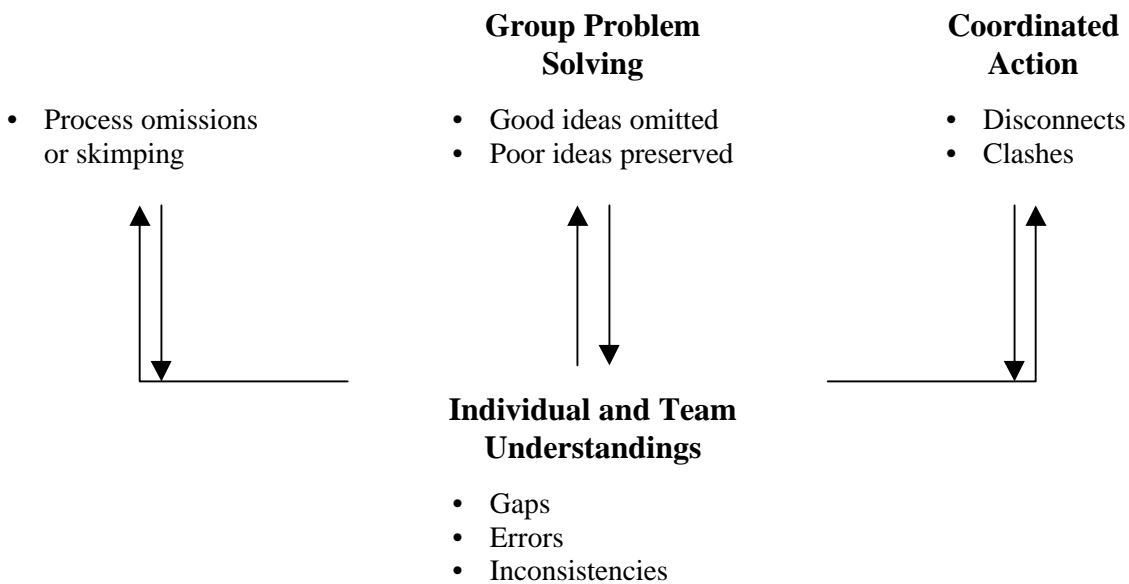 Group Problem
Solving
Coordinated
Action
• Process omissions
or skimping
• Good ideas omitted
• Poor ideas preserved
• Disconnects
• Clashes
Individual and Team
Understandings
• Gaps
• Errors
• Inconsistencies